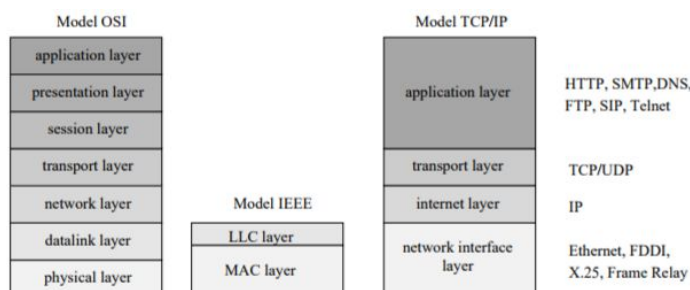 Model OSI
application layer
presentation layer
session layer
transport layer
network layer
datalink layer
physical layer
Model IEEE
LLC layer
MAC layer
Model TCP/IP
application layer
transport layer
internet layer
network interface
layer
HTTP, SMTP,DNS,
FTP, SIP, Telnet
TCP/UDP
IP
Ethernet, FDDI,
X.25, Frame Relay